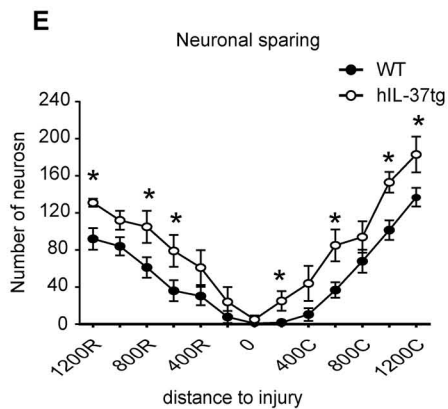 E
Neuronal sparing
WT
hIL-37tg
Number of neurosn
240
200
160
120
80
40
0
* * * * * * *
1200R 800R 400R 0 400C 800C 1200C
distance to injury